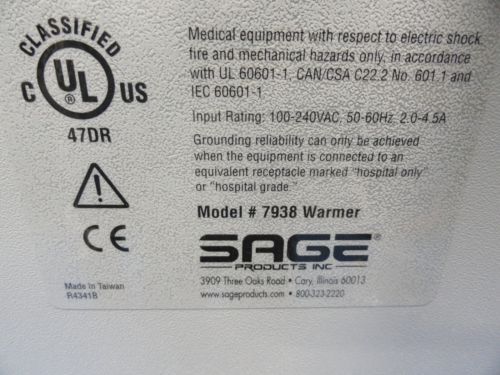 CLASSIFIED
C UL US
®
47DR
CE
Made In Taiwan
R4341B
Medical equipment with respect to electric shock,
fire and mechanical hazards only, in accordance
with UL 60601-1, CAN/CSA C22.2 No. 601.1 and
IEC 60601-1
Input Rating: 100-240VAC, 50-60Hz, 2.0-4.5A
Grounding reliability can only be achieved
when the equipment is connected to an
equivalent receptacle marked "hospital only"
or "hospital grade."
Model # 7938 Warmer
SAGE®
PRODUCTS INC
3909 Three Oaks Road • Cary, Illinois 60013
www.sageproducts.com • 800-323-2220